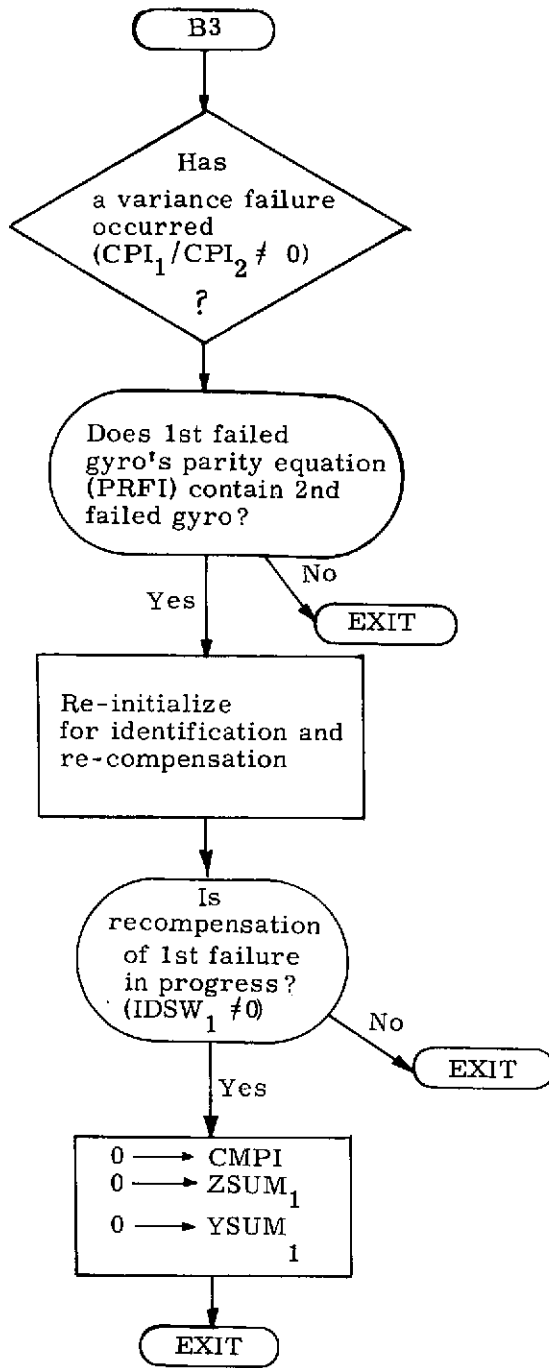 B3
Has
a variance failure
occurred
(CPI₁/CPI₂ ≠ 0)
?
Does 1st failed
gyro's parity equation
(PRFI) contain 2nd
failed gyro?
No
Yes
EXIT
Re-initialize
for identification and
re-compensation
Is
recompensation
of 1st failure
in progress?
(IDSW₁ ≠0)
No
EXIT
Yes
0 → CMPI
0 → ZSUM₁
0 → YSUM₁
EXIT